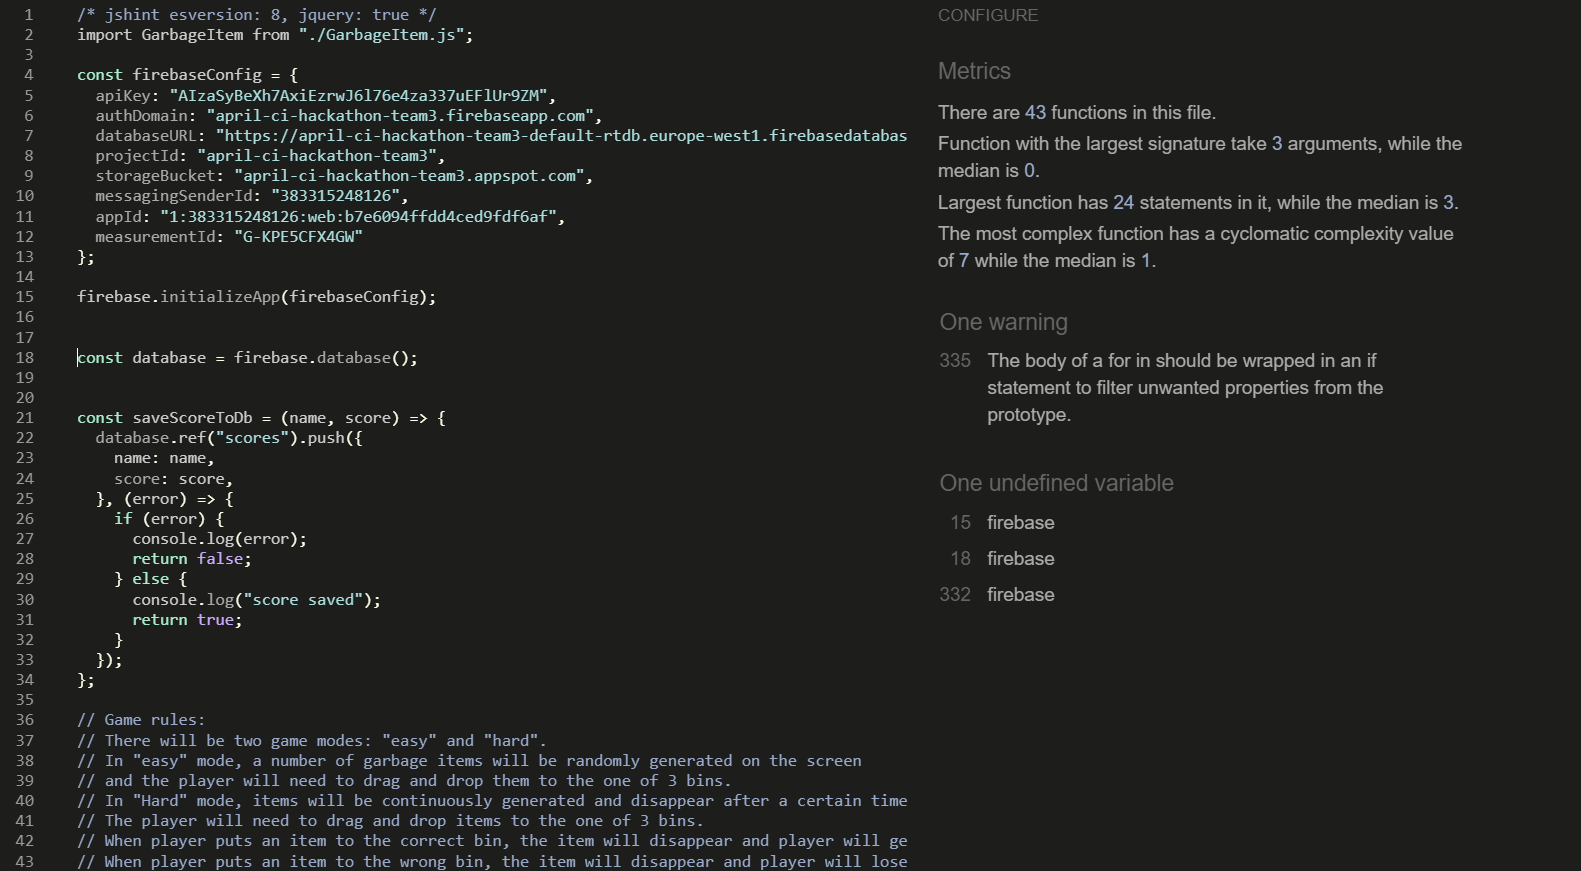 1 /* jshint esversion: 8, jquery: true */
2 import GarbageItem from "./GarbageItem.js";
3
4 const firebaseConfig = {
5 apiKey: "AIzaSyBeXh7AxiEzrwJ6l76e4za337uEFlUr9ZM",
6 authDomain: "april-ci-hackathon-team3.firebaseapp.com",
7 databaseURL: "https://april-ci-hackathon-team3-default-rtdb.europe-west1.firebasedatabas
8 projectId: "april-ci-hackathon-team3",
9 storageBucket: "april-ci-hackathon-team3.appspot.com",
10 messagingSenderId: "383315248126",
11 appId: "1:383315248126:web:b7e6094ffdd4ced9fdf6af",
12 measurementId: "G-KPE5CFX4GW"
13 };
14
15 firebase.initializeApp(firebaseConfig);
16
17
18 const database = firebase.database();
19
20
21 const saveScoreToDb = (name, score) => {
22 database.ref("scores").push({
23 name: name,
24 score: score,
25 }, (error) => {
26 if (error) {
27 console.log(error);
28 return false;
29 } else {
30 console.log("score saved");
31 return true;
32 }
33 });
34 };
35
36 // Game rules:
37 // There will be two game modes: "easy" and "hard".
38 // In "easy" mode, a number of garbage items will be randomly generated on the screen
39 // and the player will need to drag and drop them to the one of 3 bins.
40 // In "Hard" mode, items will be continuously generated and disappear after a certain time
41 // The player will need to drag and drop items to the one of 3 bins.
42 // When player puts an item to the correct bin, the item will disappear and player will ge
43 // When player puts an item to the wrong bin, the item will disappear and player will lose
CONFIGURE
Metrics
There are 43 functions in this file.
Function with the largest signature take 3 arguments, while the
median is 0.
Largest function has 24 statements in it, while the median is 3.
The most complex function has a cyclomatic complexity value
of 7 while the median is 1.
One warning
335 The body of a for in should be wrapped in an if
statement to filter unwanted properties from the
prototype.
One undefined variable
15 firebase
18 firebase
332 firebase